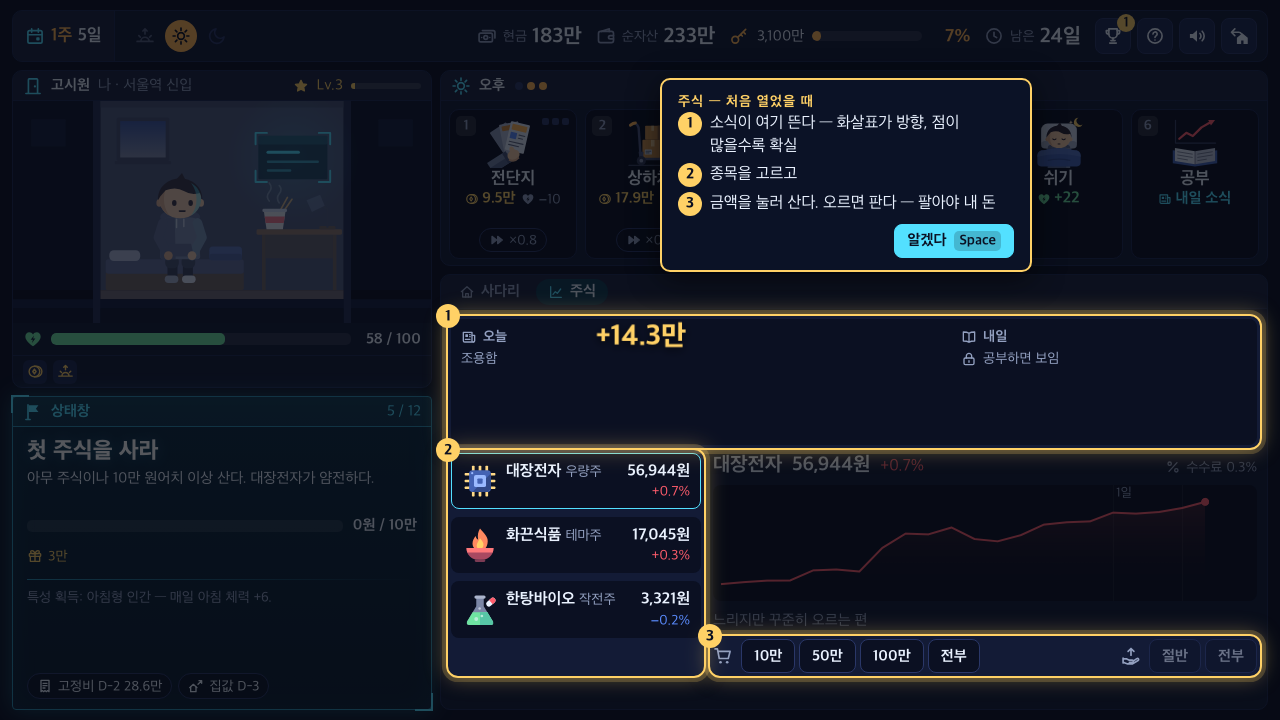 1주 5일
현금 183만
순자산 233만
3,100만
7%
남은 24일
1
고시원 나 · 서울역 신입
Lv.3
58 / 100
상태창
5 / 12
첫 주식을 사라
아무 주식이나 10만 원어치 이상 산다. 대장전자가 얌전하다.
0원 / 10만
3만
특성 획득: 아침형 인간 — 매일 아침 체력 +6.
고정비 D-2 28.6만
집값 D-3
오후
1
전단지
9.5만 −10
×0.8
2
상하
17.9만
쉬기
+22
6
공부
내일 소식
주식 — 처음 열었을 때
1 소식이 여기 뜬다 — 화살표가 방향, 점이
많을수록 확실
2 종목을 고르고
3 금액을 눌러 산다. 오르면 판다 — 팔아야 내 돈
알겠다 Space
사다리
주식
1
오늘
조용함
+14.3만
내일
공부하면 보임
2
대장전자 우량주 56,944원
+0.7%
화끈식품 테마주 17,045원
+0.3%
한탕바이오 작전주 3,321원
−0.2%
대장전자 56,944원 +0.7%
수수료 0.3%
1일
느리지만 꾸준히 오르는 편
3
10만
50만
100만
전부
절반
전부